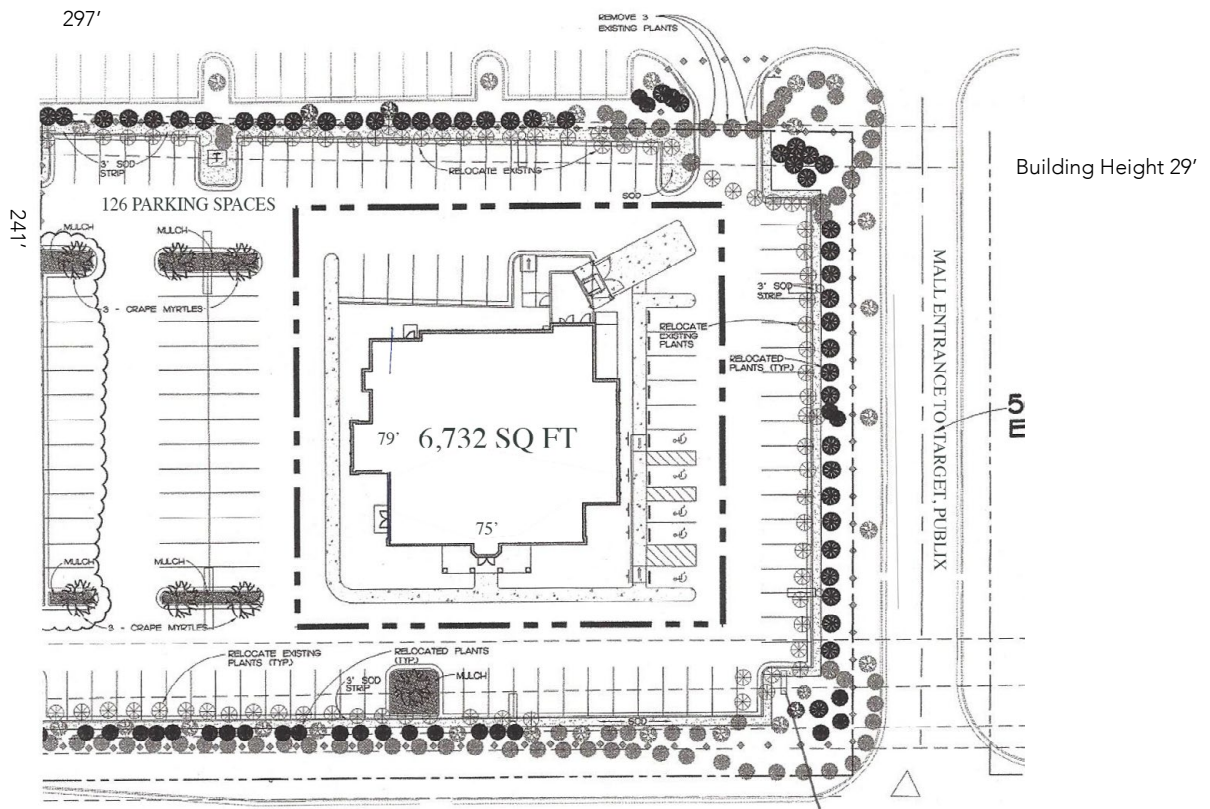 297'
REMOVE 3
EXISTING PLANTS
3' SOD
STRIP
RELOCATE EXISTING
SOD
Building Height 29'
241'
126 PARKING SPACES
MULCH
MULCH
3 - CRAPE MYRTLES
3' SOD
STRIP
RELOCATE
EXISTING
PLANTS
RELOCATED
PLANTS (TYP.)
MALL ENTRANCE TO TARGET, PUBLIX
5
E
79'
6,732 SQ FT
75'
MULCH
MULCH
3 - CRAPE MYRTLES
RELOCATE EXISTING
PLANTS (TYP.)
RELOCATED PLANTS
(TYP.)
3' SOD
STRIP
MULCH
SOD